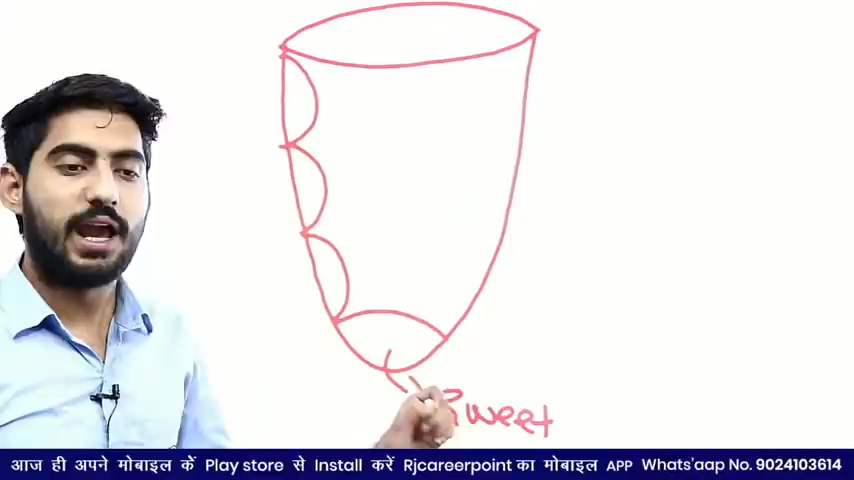 Sweet
आज ही अपने मोबाइल कें Play store से Install करें Rjcareerpoint का मोबाइल APP Whats'aap No. 9024103614